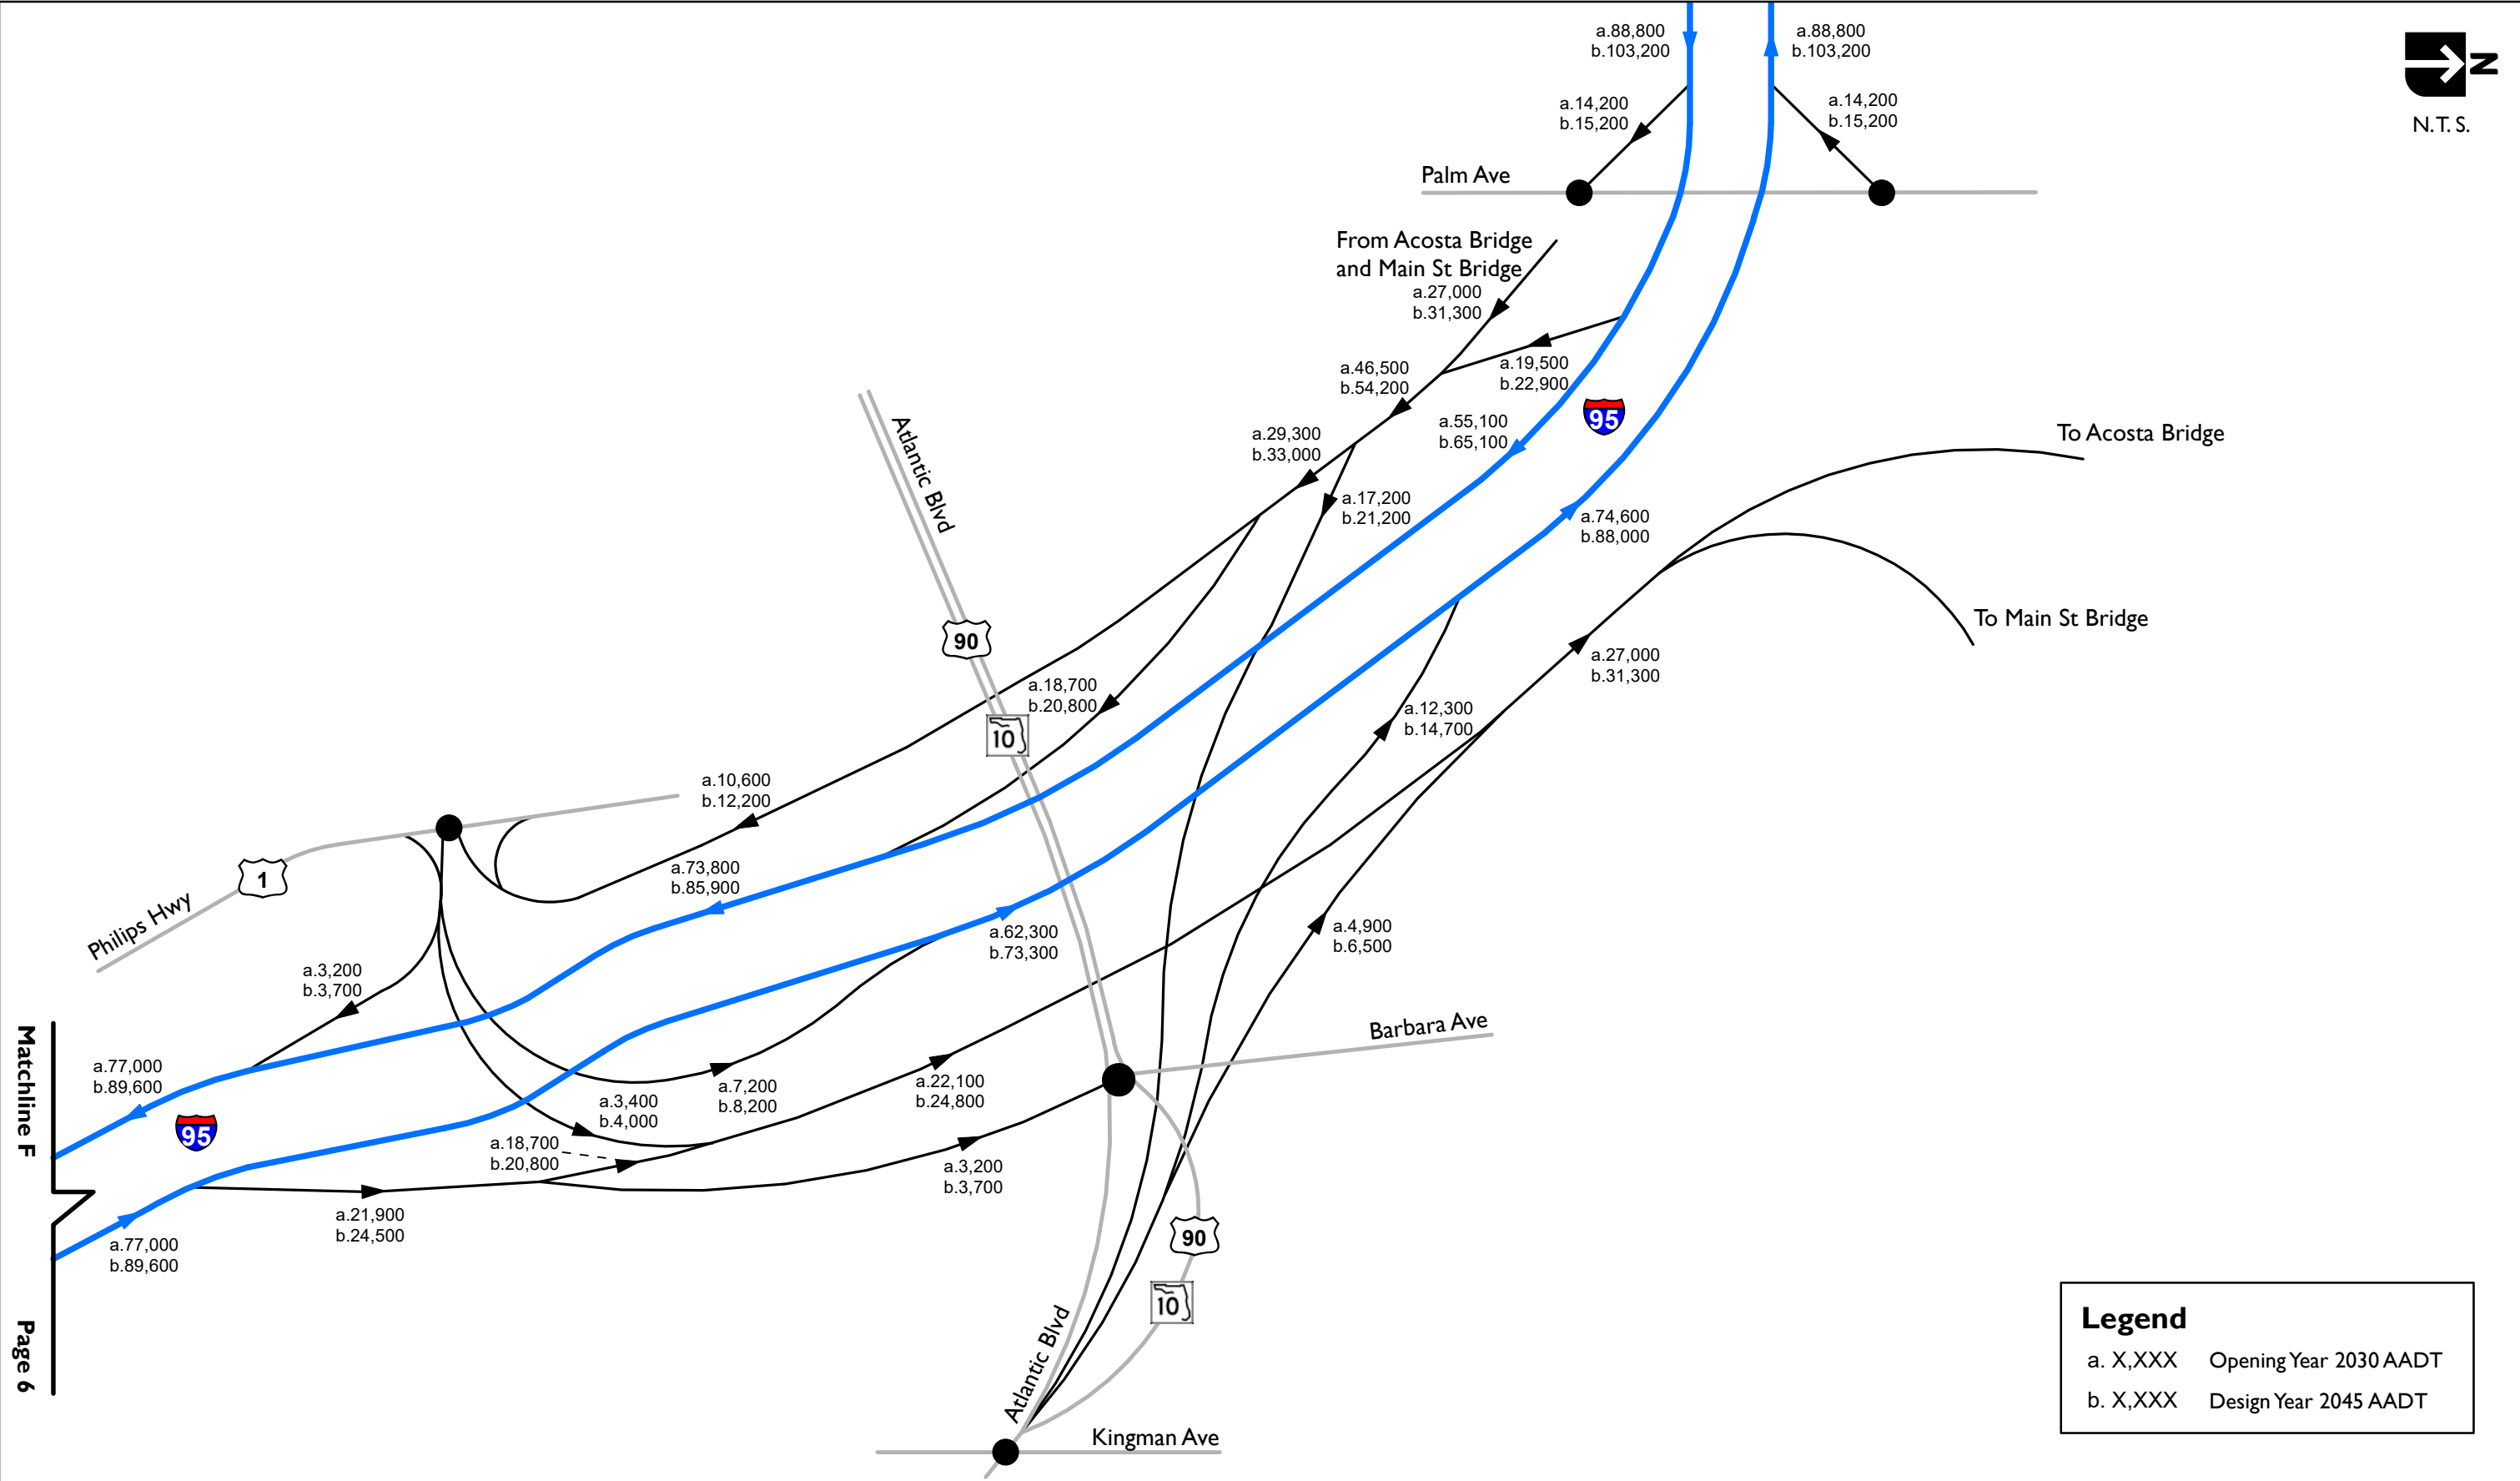 a.88,800
b.103,200
a.88,800
b.103,200
N
N.T.S.
a.14,200
b.15,200
a.14,200
b.15,200
Palm Ave
From Acosta Bridge
and Main St Bridge
a.27,000
b.31,300
a.46,500
b.54,200
a.19,500
b.22,900
95
a.55,100
b.65,100
a.29,300
b.33,000
To Acosta Bridge
Atlantic Blvd
a.17,200
b.21,200
a.74,600
b.88,000
To Main St Bridge
90
a.27,000
b.31,300
a.18,700
b.20,800
10
a.12,300
b.14,700
a.10,600
b.12,200
a.73,800
b.85,900
1
Philips Hwy
a.62,300
b.73,300
a.4,900
b.6,500
a.3,200
b.3,700
Barbara Ave
Matchline F
a.77,000
b.89,600
a.7,200
b.8,200
a.22,100
b.24,800
a.3,400
b.4,000
95
a.18,700
b.20,800
a.3,200
b.3,700
a.21,900
b.24,500
a.77,000
b.89,600
90
10
Page 6
Atlantic Blvd
Kingman Ave
Legend
a. X,XXX Opening Year 2030 AADT
b. X,XXX Design Year 2045 AADT